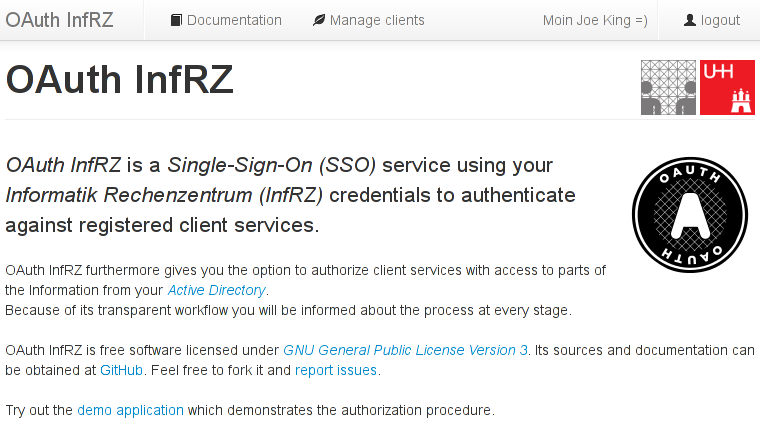 OAuth InfRZ Documentation Manage clients Moin Joe King =) logout
OAuth InfRZ
UHH
OAuth InfRZ is a Single-Sign-On (SSO) service using your
Informatik Rechenzentrum (InfRZ) credentials to authenticate
against registered client services.
OAUTH
A
OAUTH
OAuth InfRZ furthermore gives you the option to authorize client services with access to parts of
the Information from your Active Directory.
Because of its transparent workflow you will be informed about the process at every stage.
OAuth InfRZ is free software licensed under GNU General Public License Version 3. Its sources and documentation can
be obtained at GitHub. Feel free to fork it and report issues.
Try out the demo application which demonstrates the authorization procedure.